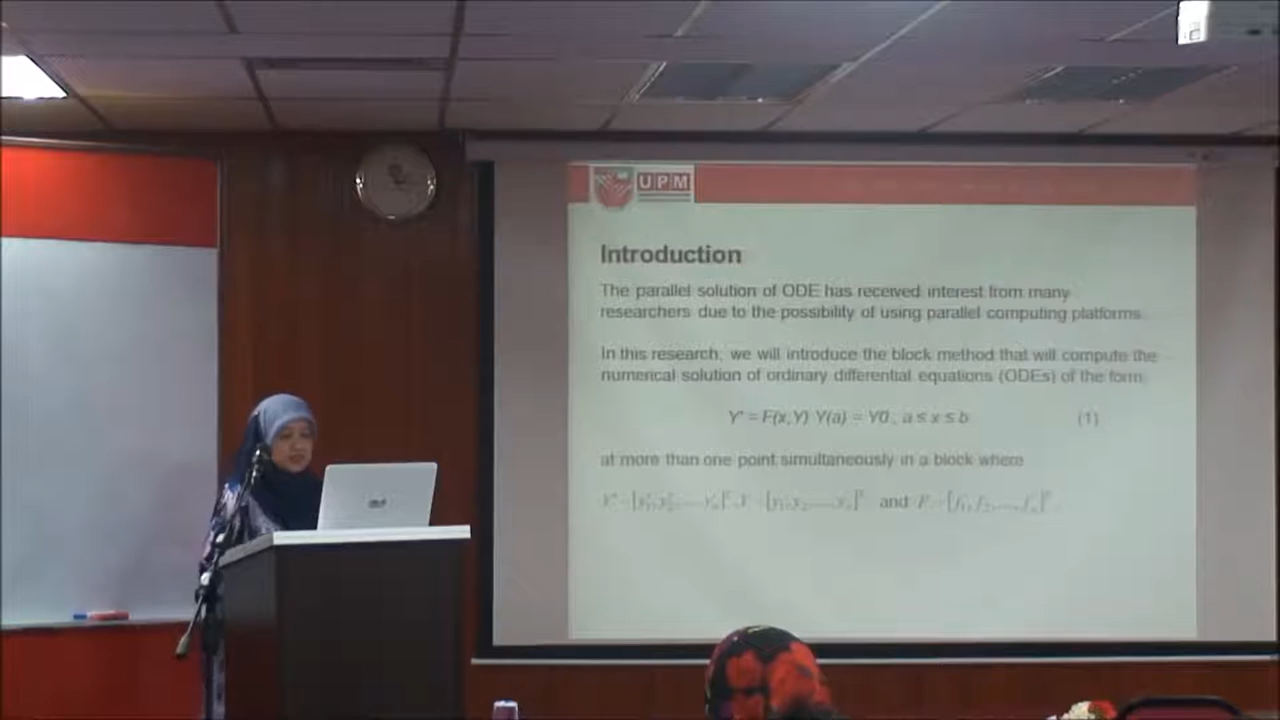 UPM
Introduction
The parallel solution of ODE has received interest from many
researchers due to the possibility of using parallel computing platforms.
In this research, we will introduce the block method that will compute the
numerical solution of ordinary differential equations (ODEs) of the form
Y' = F(x,Y) Y(a) = Y0 , a ≤ x ≤ b (1)
at more than one point simultaneously in a block where
and